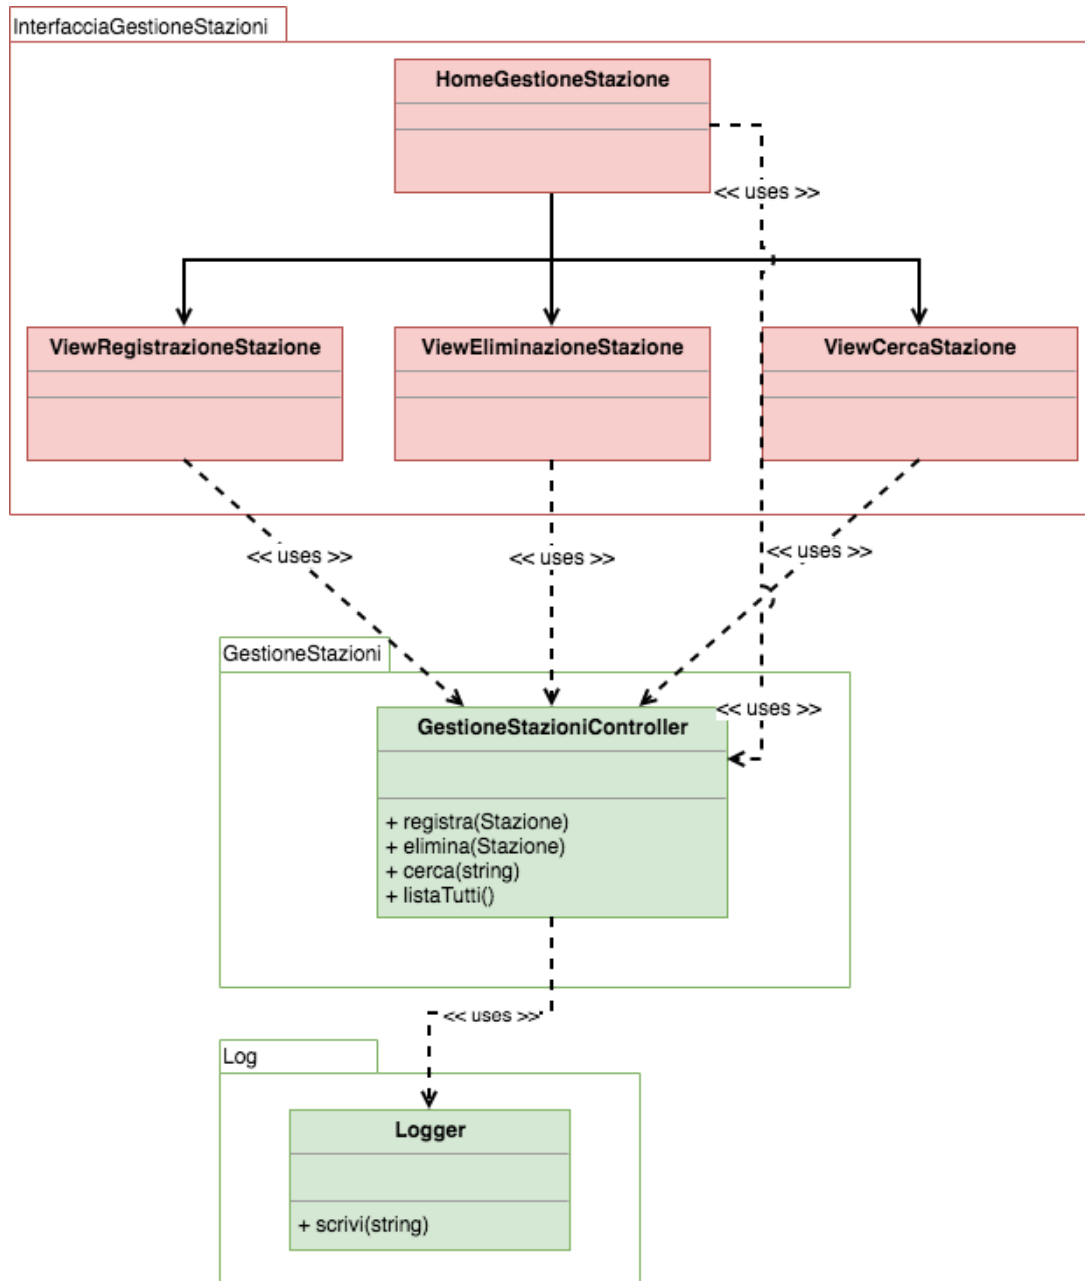 InterfacciaGestioneStazioni
HomeGestioneStazione
<< uses >>
ViewRegistrazioneStazione
ViewEliminazioneStazione
ViewCercaStazione
<< uses >>
<< uses >>
<< uses >>
GestioneStazioni
<< uses >>
GestioneStazioniController
+ registra(Stazione)
+ elimina(Stazione)
+ cerca(string)
+ listaTutti()
<< uses >>
Log
Logger
+ scrivi(string)